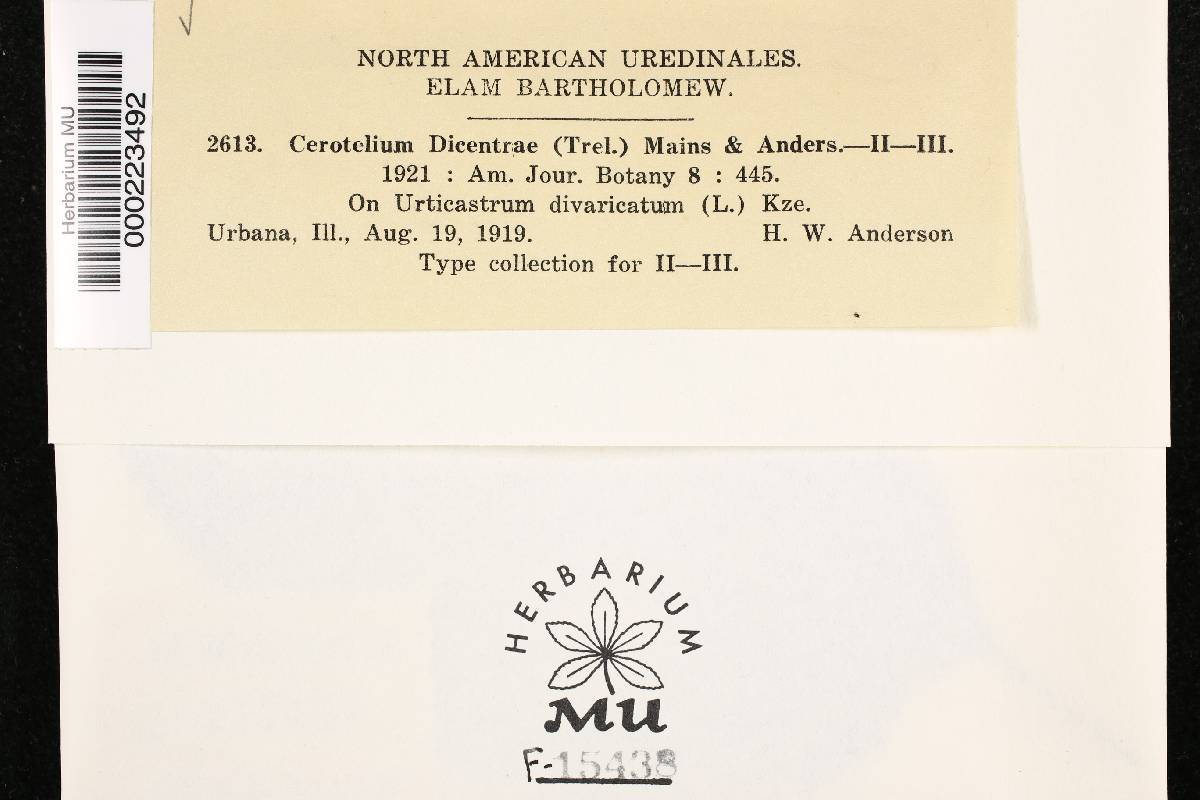 NORTH AMERICAN UREDINALES.
ELAM BARTHOLOMEW.
2613. Cerotelium Dicentrae (Trel.) Mains & Anders.—II—III.
1921 : Am. Jour. Botany 8 : 445.
On Urticastrum divaricatum (L.) Kze.
Urbana, Ill., Aug. 19, 1919. H. W. Anderson
Type collection for II—III.
Herbarium MU
000223492
HERBARIUM
MU
F-15438